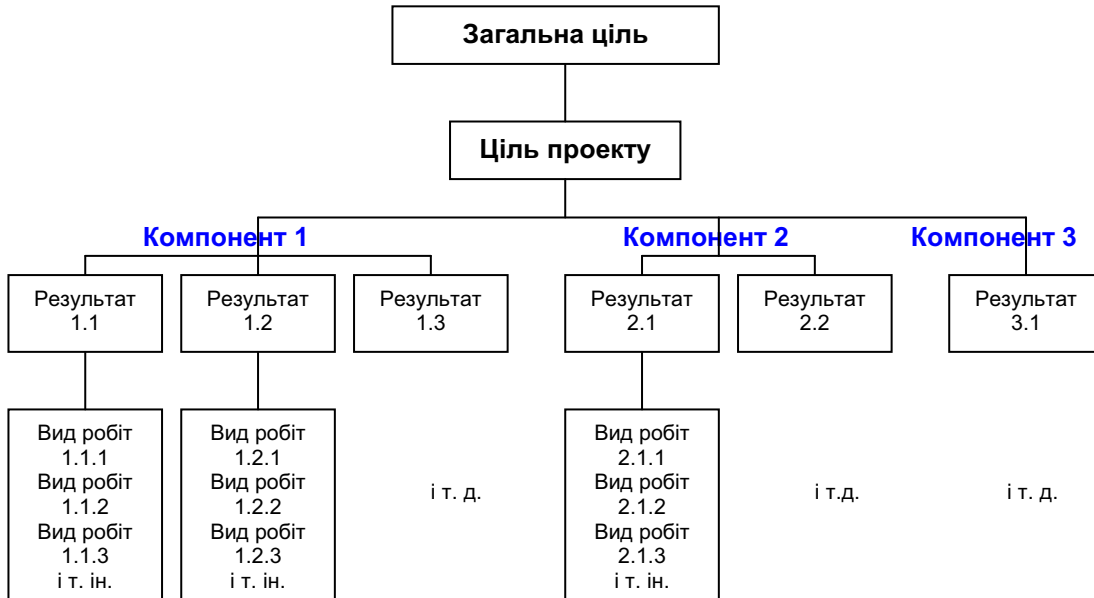 Загальна ціль
Ціль проекту
Компонент 1
Компонент 2
Компонент 3
Результат
1.1
Результат
1.2
Результат
1.3
Результат
2.1
Результат
2.2
Результат
3.1
Вид робіт
1.1.1
Вид робіт
1.1.2
Вид робіт
1.1.3
і т. ін.
Вид робіт
1.2.1
Вид робіт
1.2.2
Вид робіт
1.2.3
і т. ін.
і т. д.
Вид робіт
2.1.1
Вид робіт
2.1.2
Вид робіт
2.1.3
і т. ін.
і т.д.
і т. д.